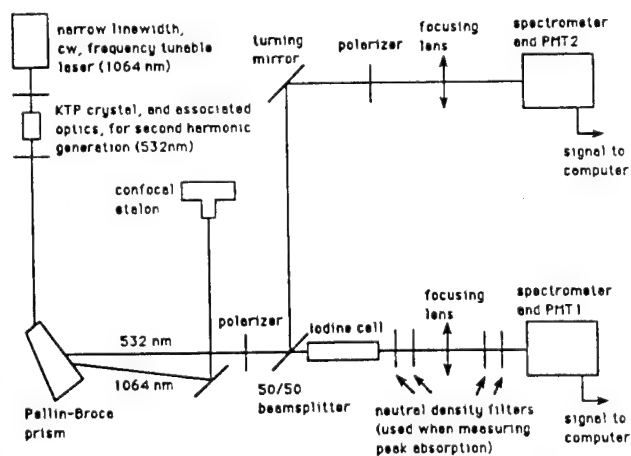 narrow linewidth,
cw, frequency tunable
laser (1064 nm)
KTP crystal, and associated
optics, for second harmonic
generation (532nm)
turning
mirror
polarizer
focusing
lens
spectrometer
and PMT2
signal to
computer
confocal
etalon
polarizer
532 nm
1064 nm
Pellin-Broca
prism
50/50
beamsplitter
Iodine cell
focusing
lens
neutral density filters
(used when measuring
peak absorption)
spectrometer
and PMT1
signal to
computer